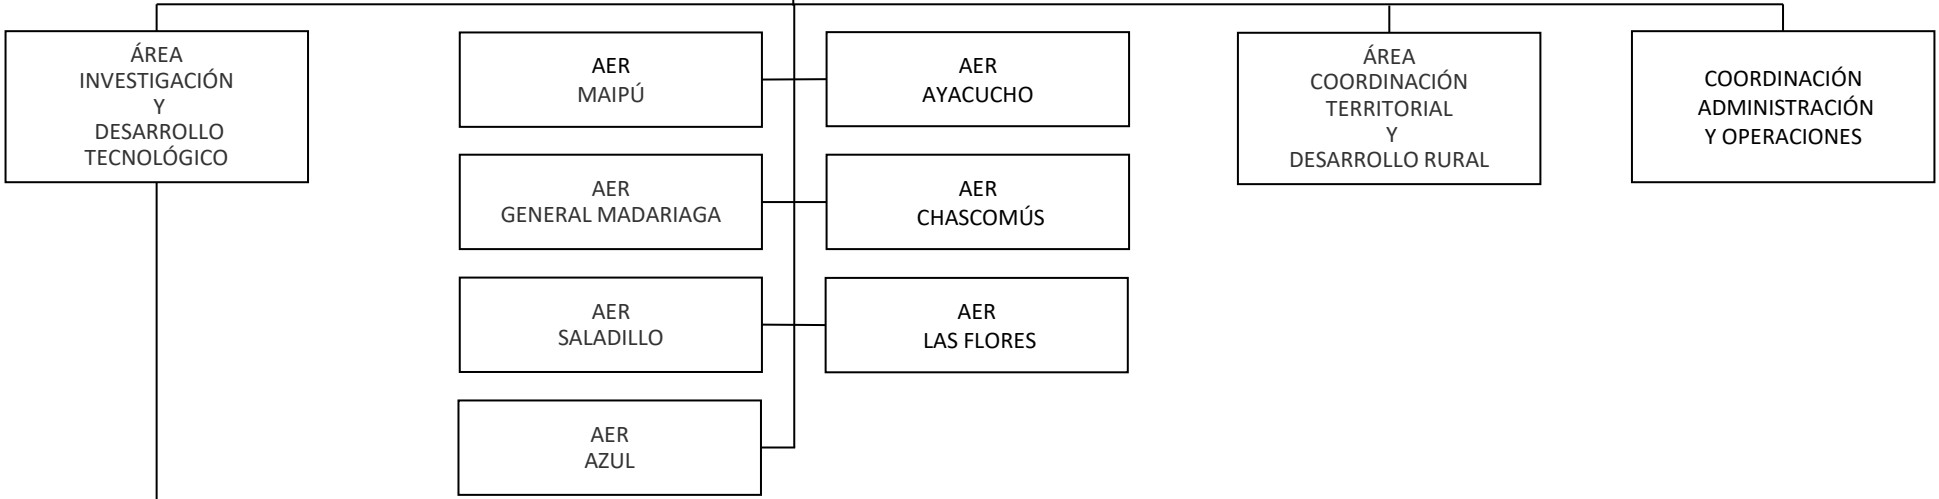 ÁREA
INVESTIGACIÓN
Y
DESARROLLO
TECNOLÓGICO
AER
MAIPÚ
AER
AYACUCHO
ÁREA
COORDINACIÓN
TERRITORIAL
Y
DESARROLLO RURAL
COORDINACIÓN
ADMINISTRACIÓN
Y OPERACIONES
AER
GENERAL MADARIAGA
AER
CHASCOMÚS
AER
SALADILLO
AER
LAS FLORES
AER
AZUL